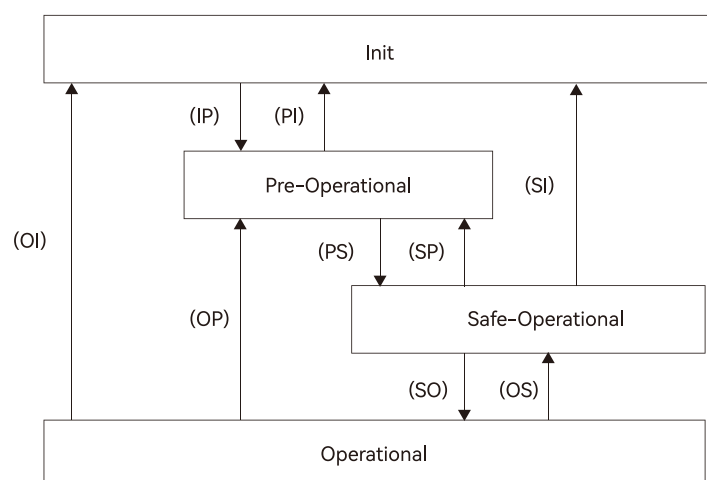 Init
(IP)
(PI)
Pre-Operational
(SI)
(OI)
(PS)
(SP)
(OP)
Safe-Operational
(SO)
(OS)
Operational